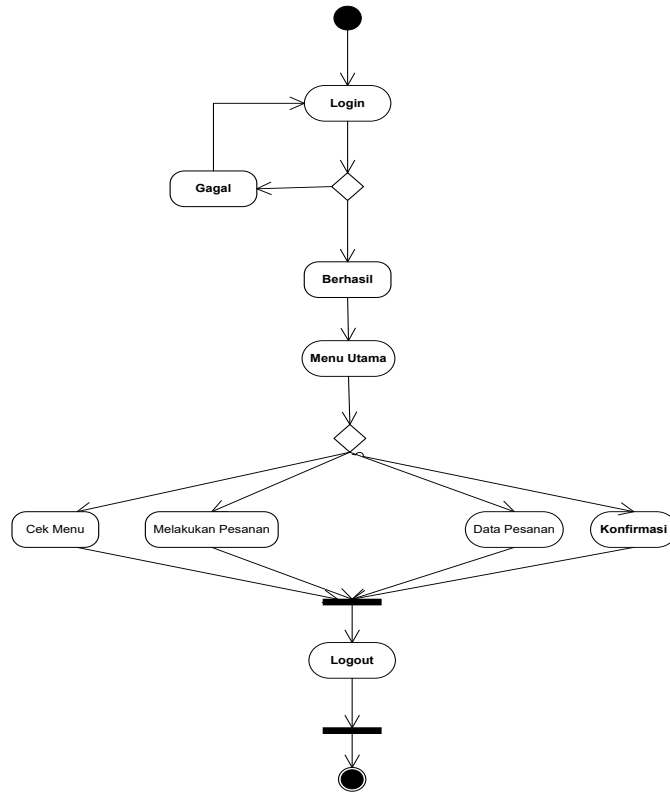 Login
Gagal
Berhasil
Menu Utama
Cek Menu
Melakukan Pesanan
Data Pesanan
Konfirmasi
Logout